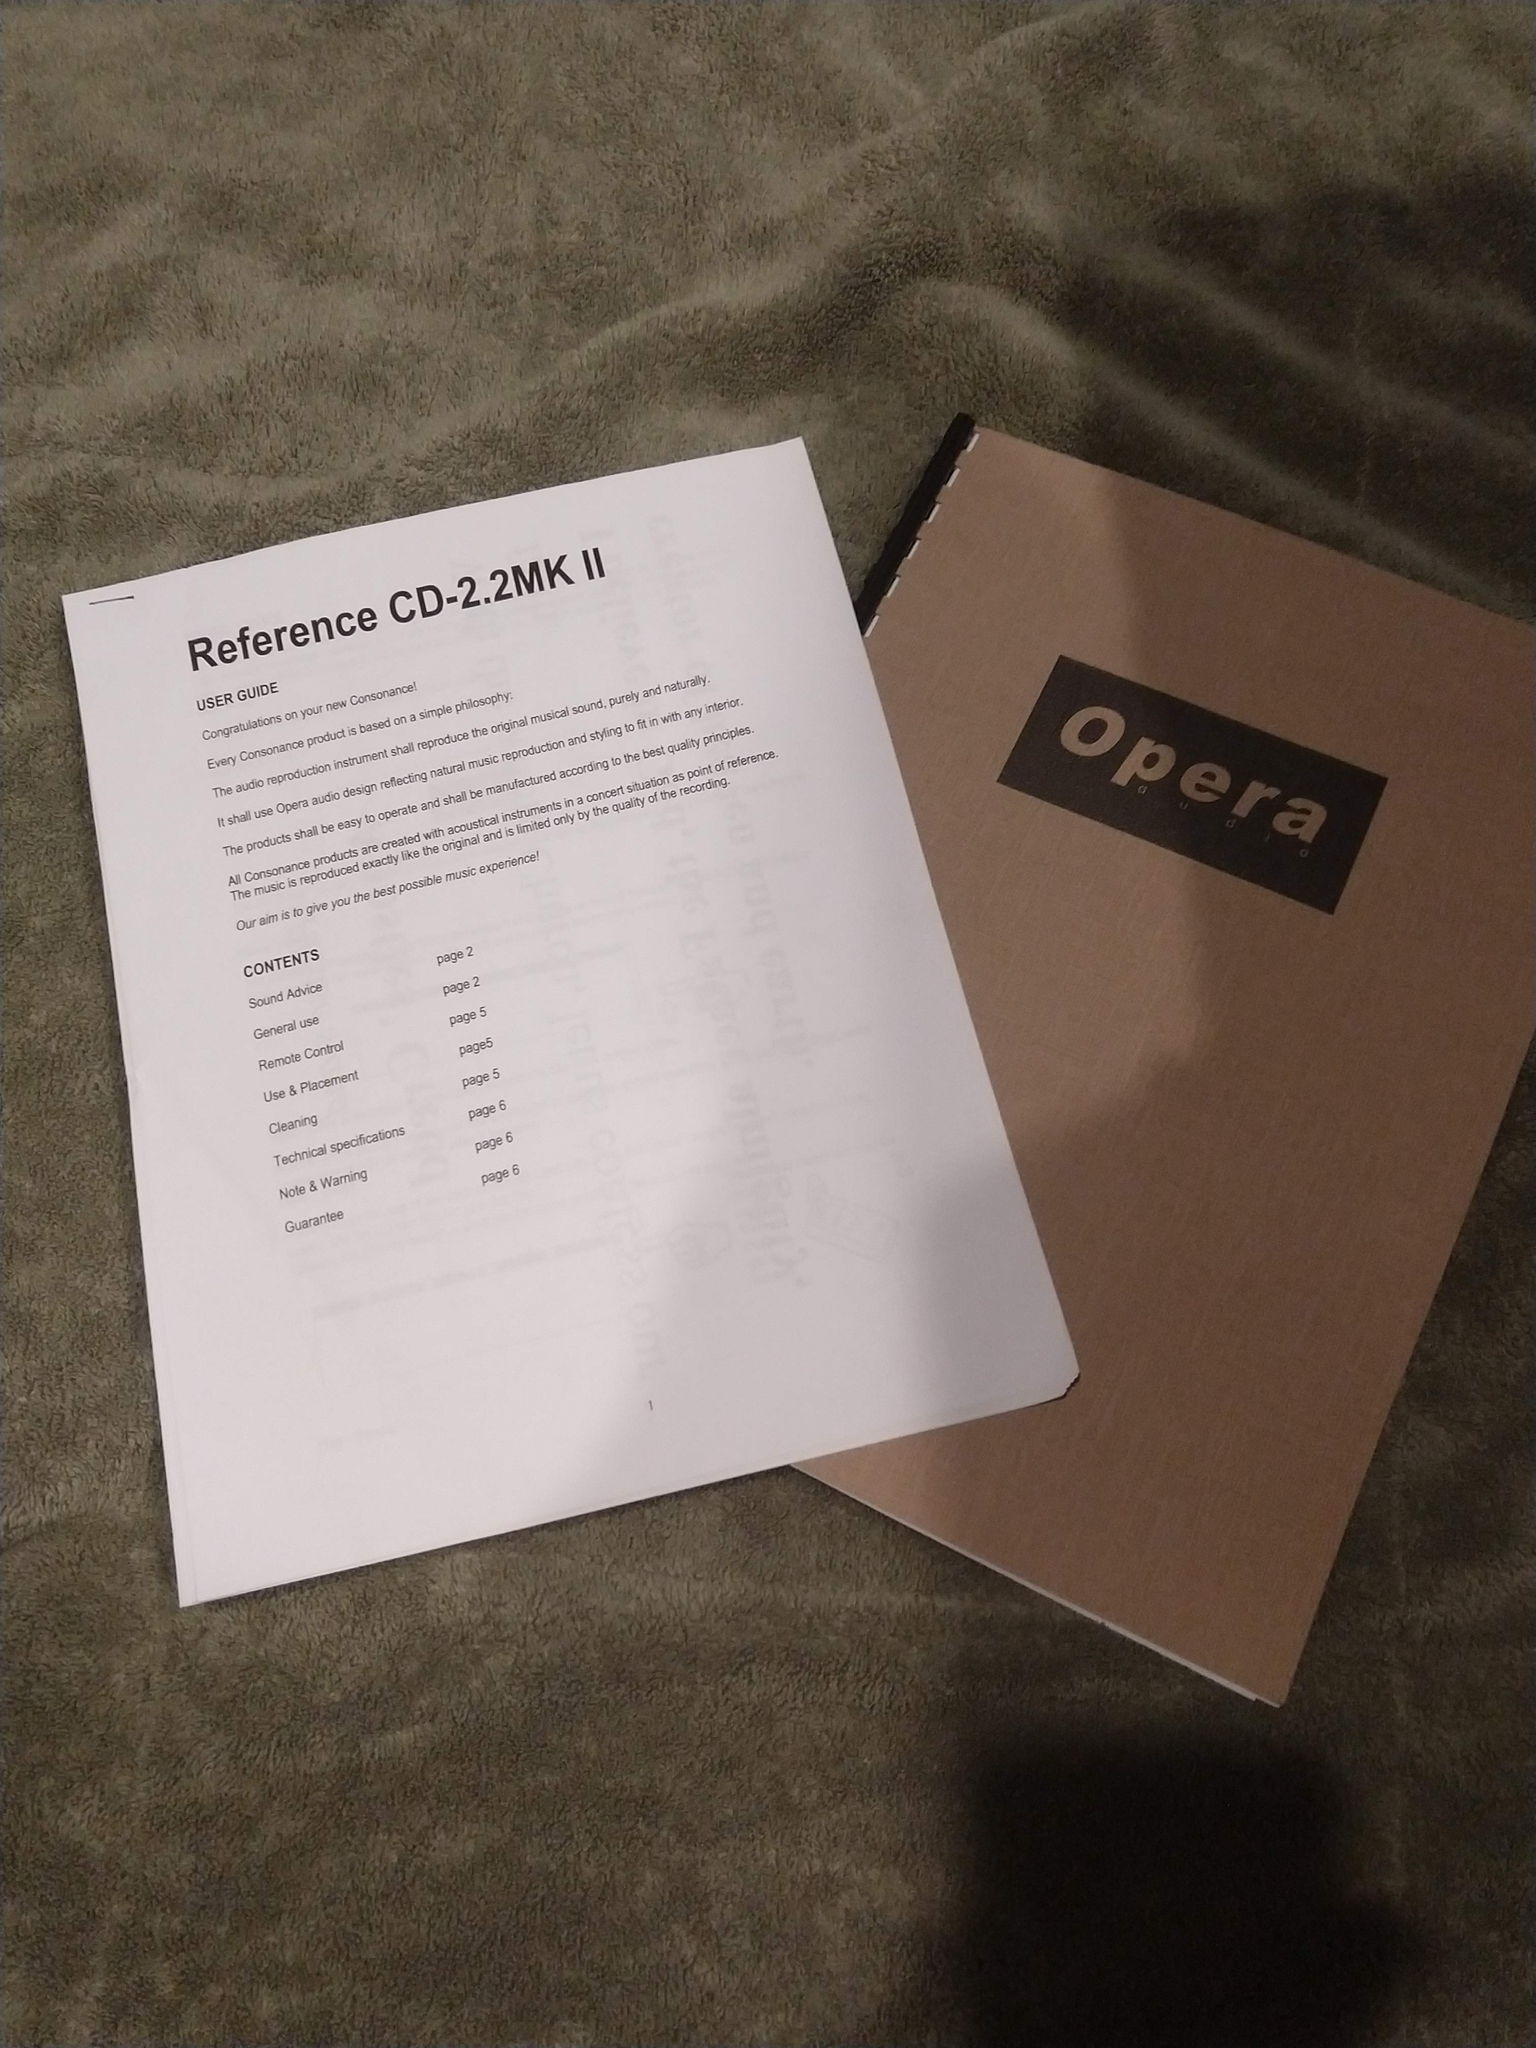 Reference CD-2.2MK II
USER GUIDE
Congratulations on your new Consonance!
Every Consonance product is based on a simple philosophy:
The audio reproduction instrument shall reproduce the original musical sound, purely and naturally.
It shall use Opera audio design reflecting natural music reproduction and styling to fit in with any interior.
The products shall be easy to operate and shall be manufactured according to the best quality principles.
All Consonance products are created with acoustical instruments in a concert situation as point of reference.
The music is reproduced exactly like the original and is limited only by the quality of the recording.
Our aim is to give you the best possible music experience!
CONTENTS
Sound Advice page 2
General use page 2
Remote Control page 5
Use & Placement page5
Cleaning page 5
Technical specifications page 6
Note & Warning page 6
Guarantee page 6
1
Opera
audio